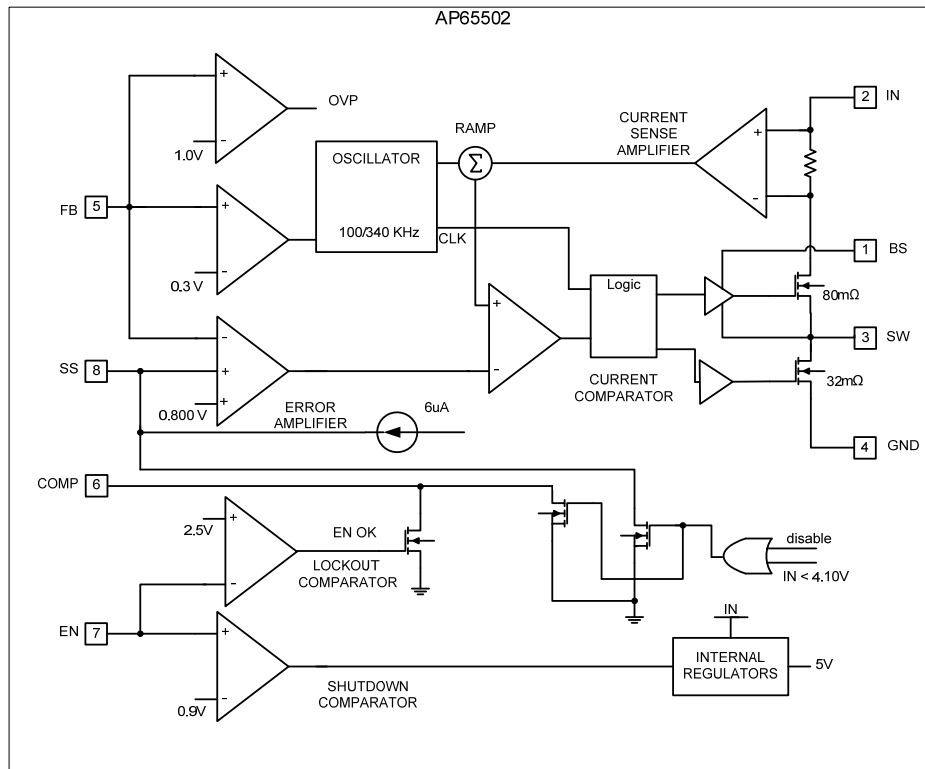 AP65502
+
OVP
-
1.0V
2
IN
CURRENT
SENSE
AMPLIFIER
+
-
RAMP
Σ
OSCILLATOR
100/340 KHz
CLK
FB
5
+
-
0.3 V
1
BS
80mΩ
Logic
+
-
3
SW
CURRENT
COMPARATOR
32mΩ
SS
8
-
+
+
0.800 V
ERROR
AMPLIFIER
6uA
4
GND
COMP
6
2.5V
+
-
EN OK
LOCKOUT
COMPARATOR
disable
IN < 4.10V
EN
7
+
-
0.9V
SHUTDOWN
COMPARATOR
IN
INTERNAL
REGULATORS
5V